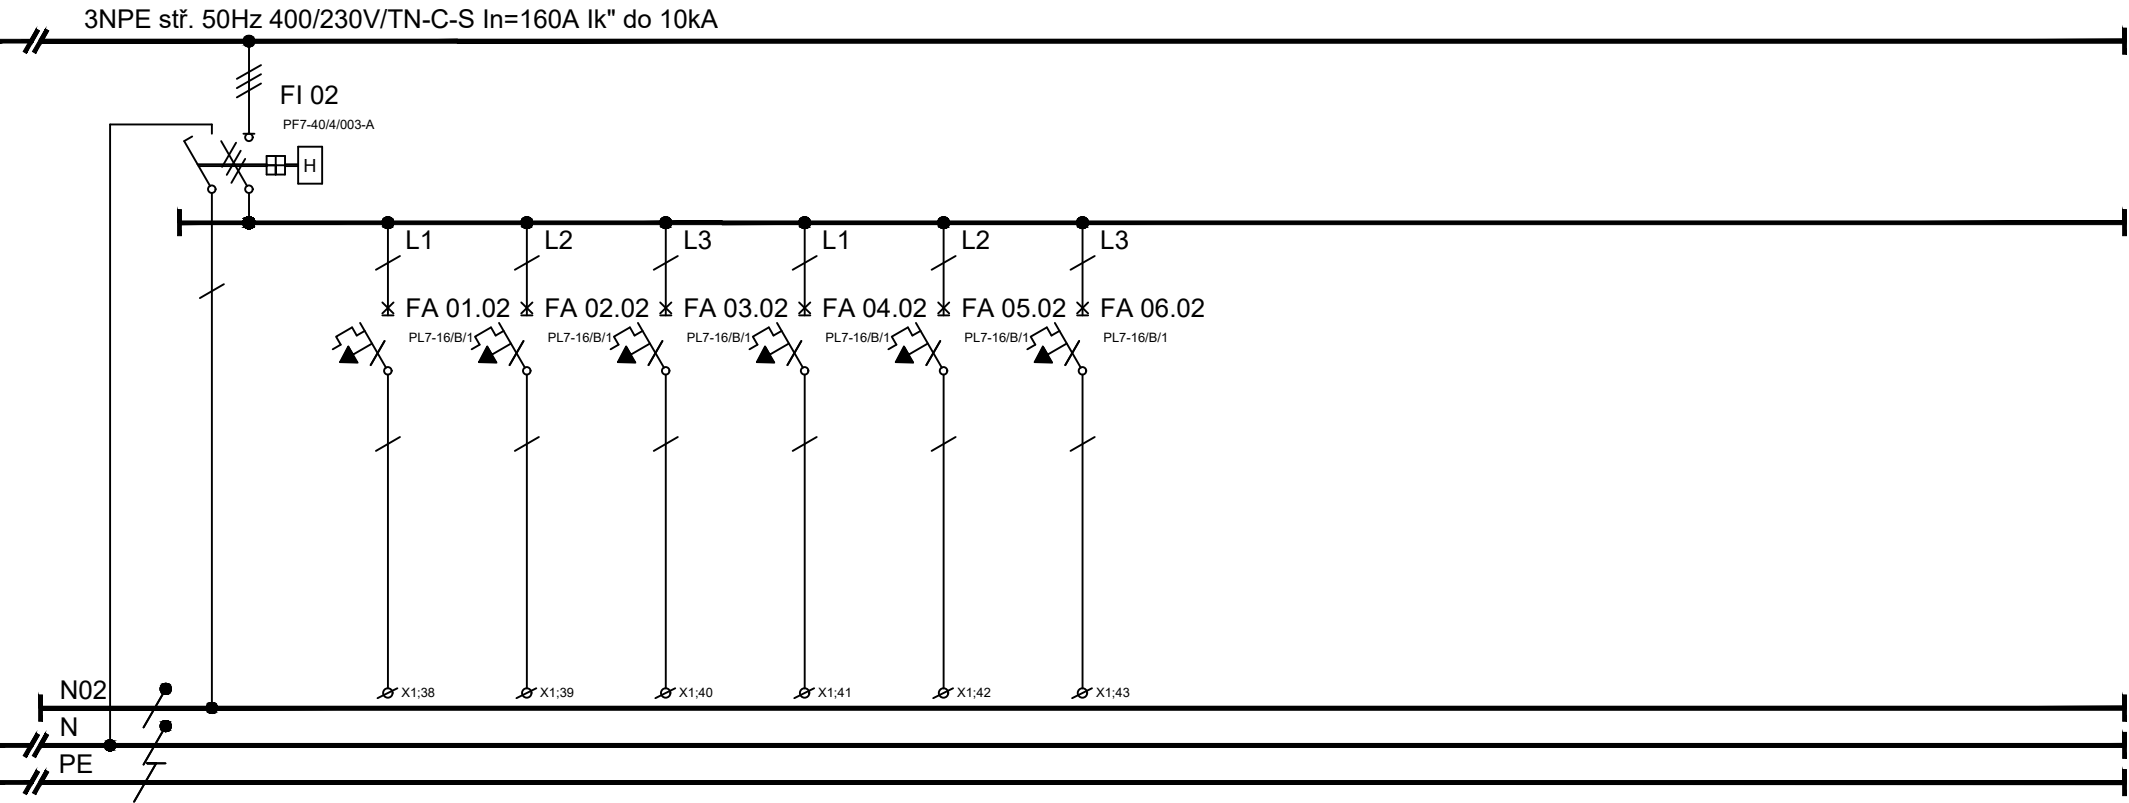 3NPE stř. 50Hz 400/230V/TN-C-S In=160A Ik" do 10kA
FI 02
PF7-40/4/003-A
H
L1 L2 L3 L1 L2 L3
FA 01.02 FA 02.02 FA 03.02 FA 04.02 FA 05.02 FA 06.02
PL7-16/B/1 PL7-16/B/1 PL7-16/B/1 PL7-16/B/1 PL7-16/B/1 PL7-16/B/1
X1;38 X1;39 X1;40 X1;41 X1;42 X1;43
N02
N
PE